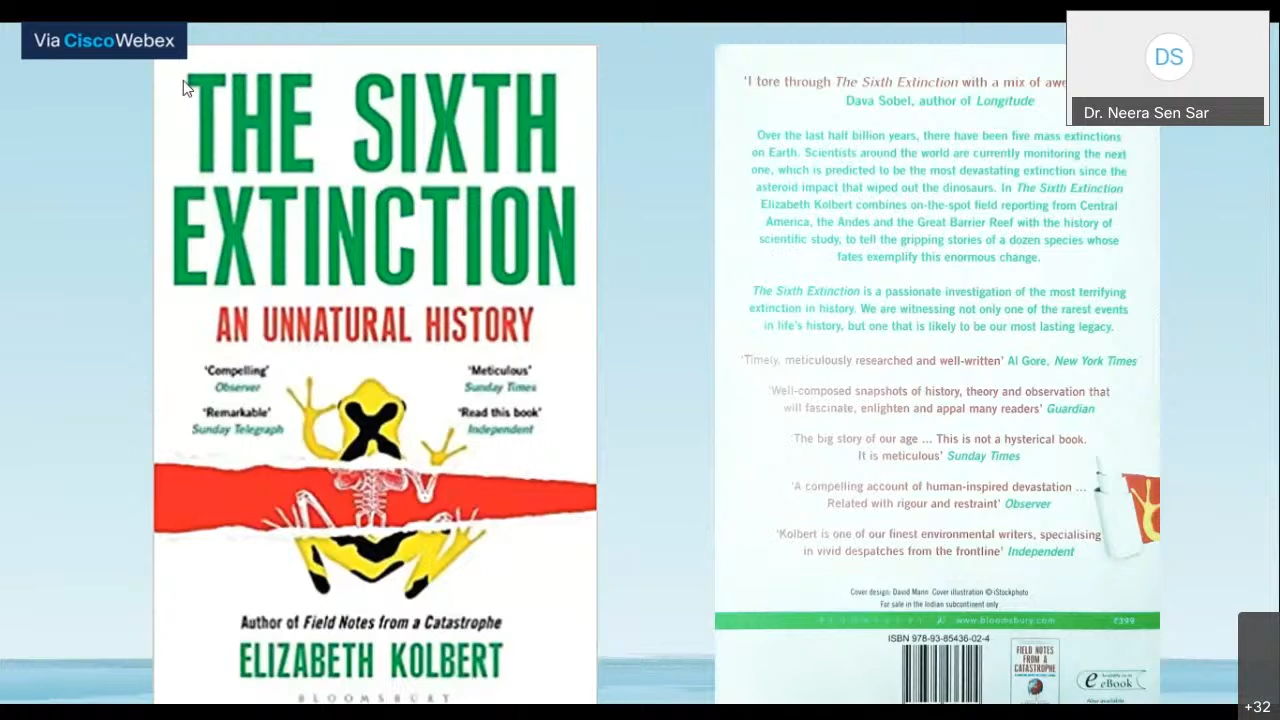 Via CiscoWebex
THE SIXTH
EXTINCTION
AN UNNATURAL HISTORY
'Compelling'
Observer
'Meticulous'
Sunday Times
'Remarkable'
Sunday Telegraph
'Read this book'
Independent
Author of Field Notes from a Catastrophe
ELIZABETH KOLBERT
BLOOMSBURY
'I tore through The Sixth Extinction with a mix of awe
Dava Sobel, author of Longitude
Over the last half billion years, there have been five mass extinctions
on Earth. Scientists around the world are currently monitoring the next
one, which is predicted to be the most devastating extinction since the
asteroid impact that wiped out the dinosaurs. In The Sixth Extinction
Elizabeth Kolbert combines on-the-spot field reporting from Central
America, the Andes and the Great Barrier Reef with the history of
scientific study, to tell the gripping stories of a dozen species whose
fates exemplify this enormous change.
The Sixth Extinction is a passionate investigation of the most terrifying
extinction in history. We are witnessing not only one of the rarest events
in life's history, but one that is likely to be our most lasting legacy.
'Timely, meticulously researched and well-written' Al Gore, New York Times
'Well-composed snapshots of history, theory and observation that
will fascinate, enlighten and appal many readers' Guardian
'The big story of our age ... This is not a hysterical book.
It is meticulous' Sunday Times
'A compelling account of human-inspired devastation ...
Related with rigour and restraint' Observer
'Kolbert is one of our finest environmental writers, specialising
in vivid despatches from the frontline' Independent
Cover design: David Mann Cover illustration © iStockphoto
For sale in the Indian subcontinent only
BLOOMSBURY www.bloomsbury.com ₹399
ISBN 978-93-85436-02-4
FIELD NOTES
FROM A
CATASTROPHE
Available as an
eBook
Also available
DS
Dr. Neera Sen Sar
+32